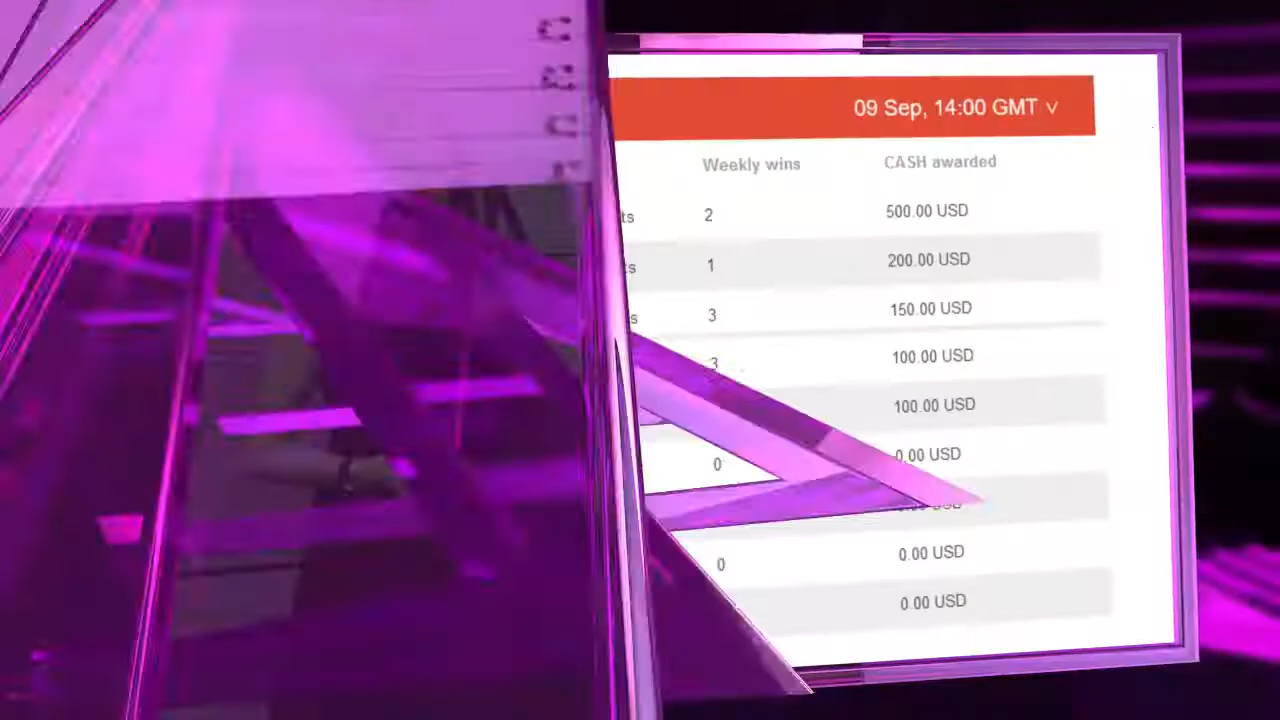 09 Sep, 14:00 GMT
Weekly wins CASH awarded
2 500.00 USD
1 200.00 USD
3 150.00 USD
3 100.00 USD
100.00 USD
0 0.00 USD
0 0.00 USD
0.00 USD